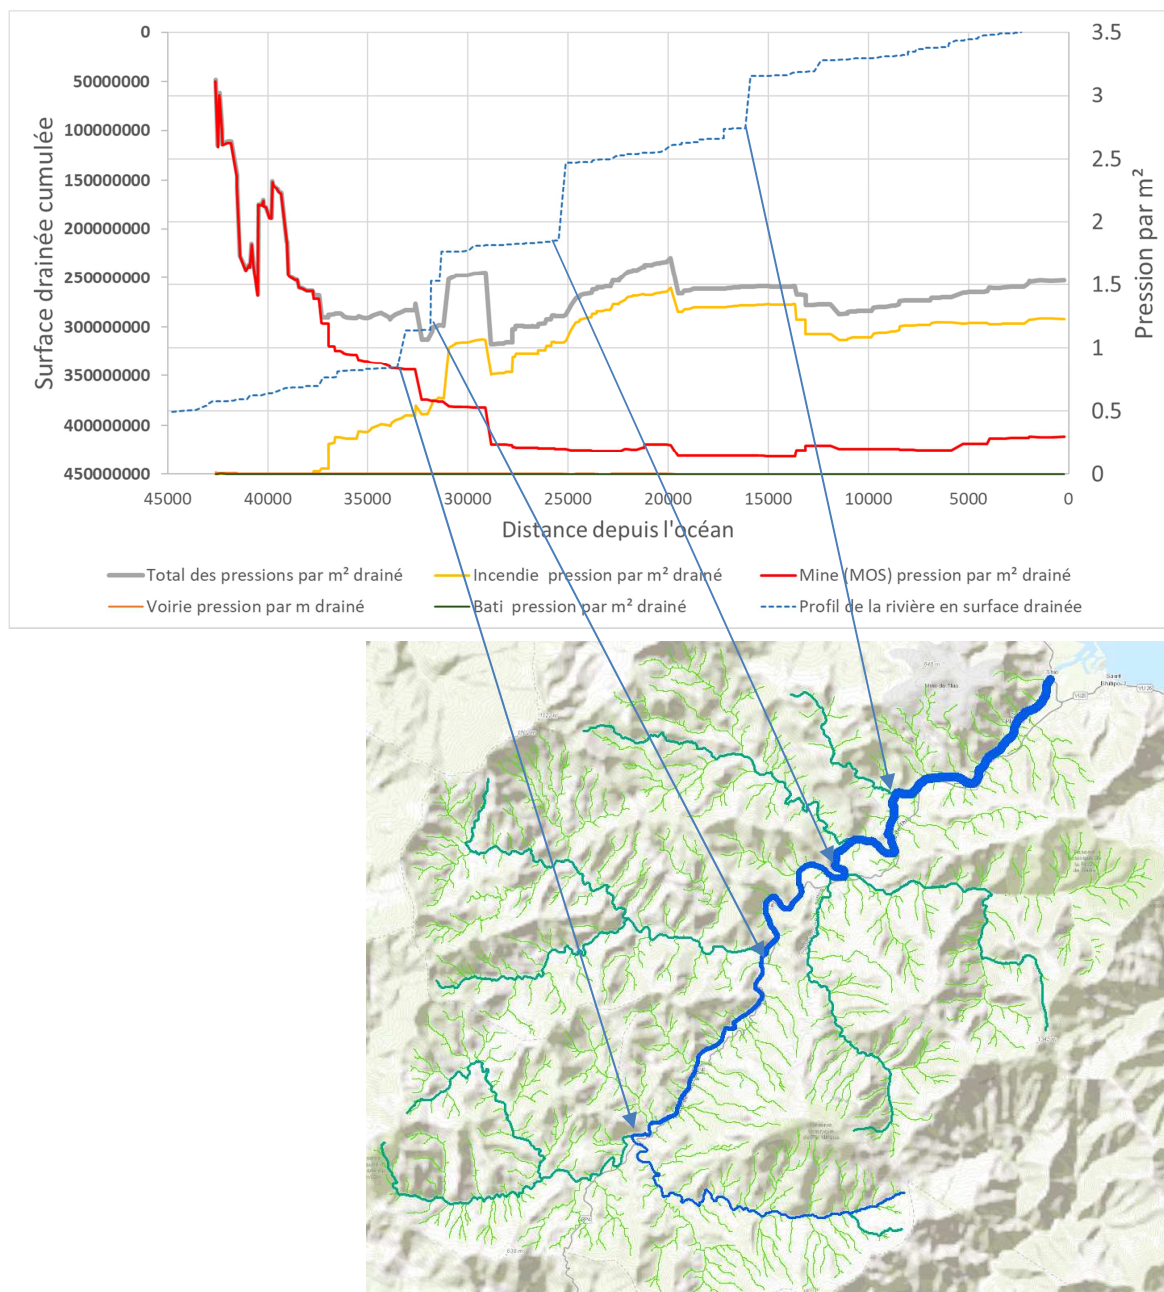 0
50000000
100000000
150000000
200000000
250000000
300000000
350000000
400000000
450000000
Surface drainée cumulée
3.5
3
2.5
2
1.5
1
0.5
0
Pression par m²
45000 40000 35000 30000 25000 20000 15000 10000 5000 0
Distance depuis l'océan
Total des pressions par m² drainé
Incendie pression par m² drainé
Mine (MOS) pression par m² drainé
Voirie pression par m drainé
Bati pression par m² drainé
Profil de la rivière en surface drainée